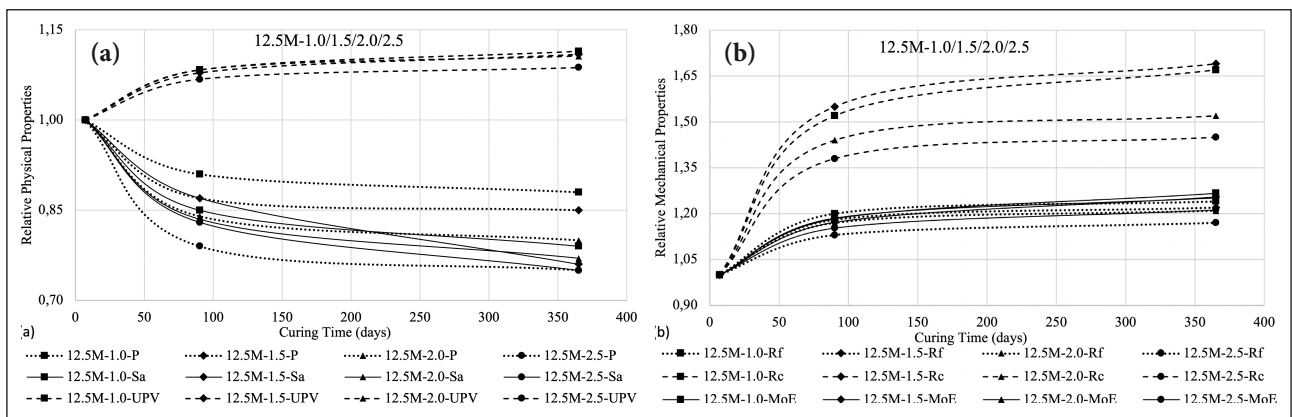 (a)
12.5M-1.0/1.5/2.0/2.5
Relative Physical Properties
1,15
1,00
0,85
0,70
0
50
100
150
200
250
300
350
400
Curing Time (days)
(a)
12.5M-1.0-P
12.5M-1.5-P
12.5M-2.0-P
12.5M-2.5-P
12.5M-1.0-Sa
12.5M-1.5-Sa
12.5M-2.0-Sa
12.5M-2.5-Sa
12.5M-1.0-UPV
12.5M-1.5-UPV
12.5M-2.0-UPV
12.5M-2.5-UPV
(b)
12.5M-1.0/1.5/2.0/2.5
Relative Mechanical Properties
1,80
1,65
1,50
1,35
1,20
1,05
0,90
0
50
100
150
200
250
300
350
400
Curing Time (days)
(b)
12.5M-1.0-Rf
12.5M-1.5-Rf
12.5M-2.0-Rf
12.5M-2.5-Rf
12.5M-1.0-Rc
12.5M-1.5-Rc
12.5M-2.0-Rc
12.5M-2.5-Rc
12.5M-1.0-MoE
12.5M-1.5-MoE
12.5M-2.0-MoE
12.5M-2.5-MoE